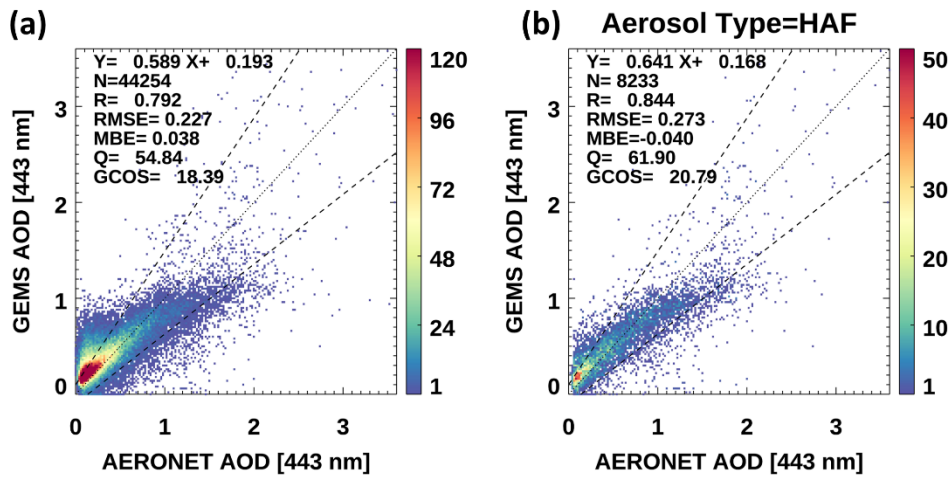 (a)
Y= 0.589 X+ 0.193
N=44254
R= 0.792
RMSE= 0.227
MBE= 0.038
Q= 54.84
GCOS= 18.39
GEMS AOD [443 nm]
3
2
1
0
0 1 2 3
AERONET AOD [443 nm]
120
96
72
48
24
1
(b) Aerosol Type=HAF
Y= 0.641 X+ 0.168
N= 8233
R= 0.844
RMSE= 0.273
MBE=-0.040
Q= 61.90
GCOS= 20.79
GEMS AOD [443 nm]
3
2
1
0
0 1 2 3
AERONET AOD [443 nm]
50
40
30
20
10
1